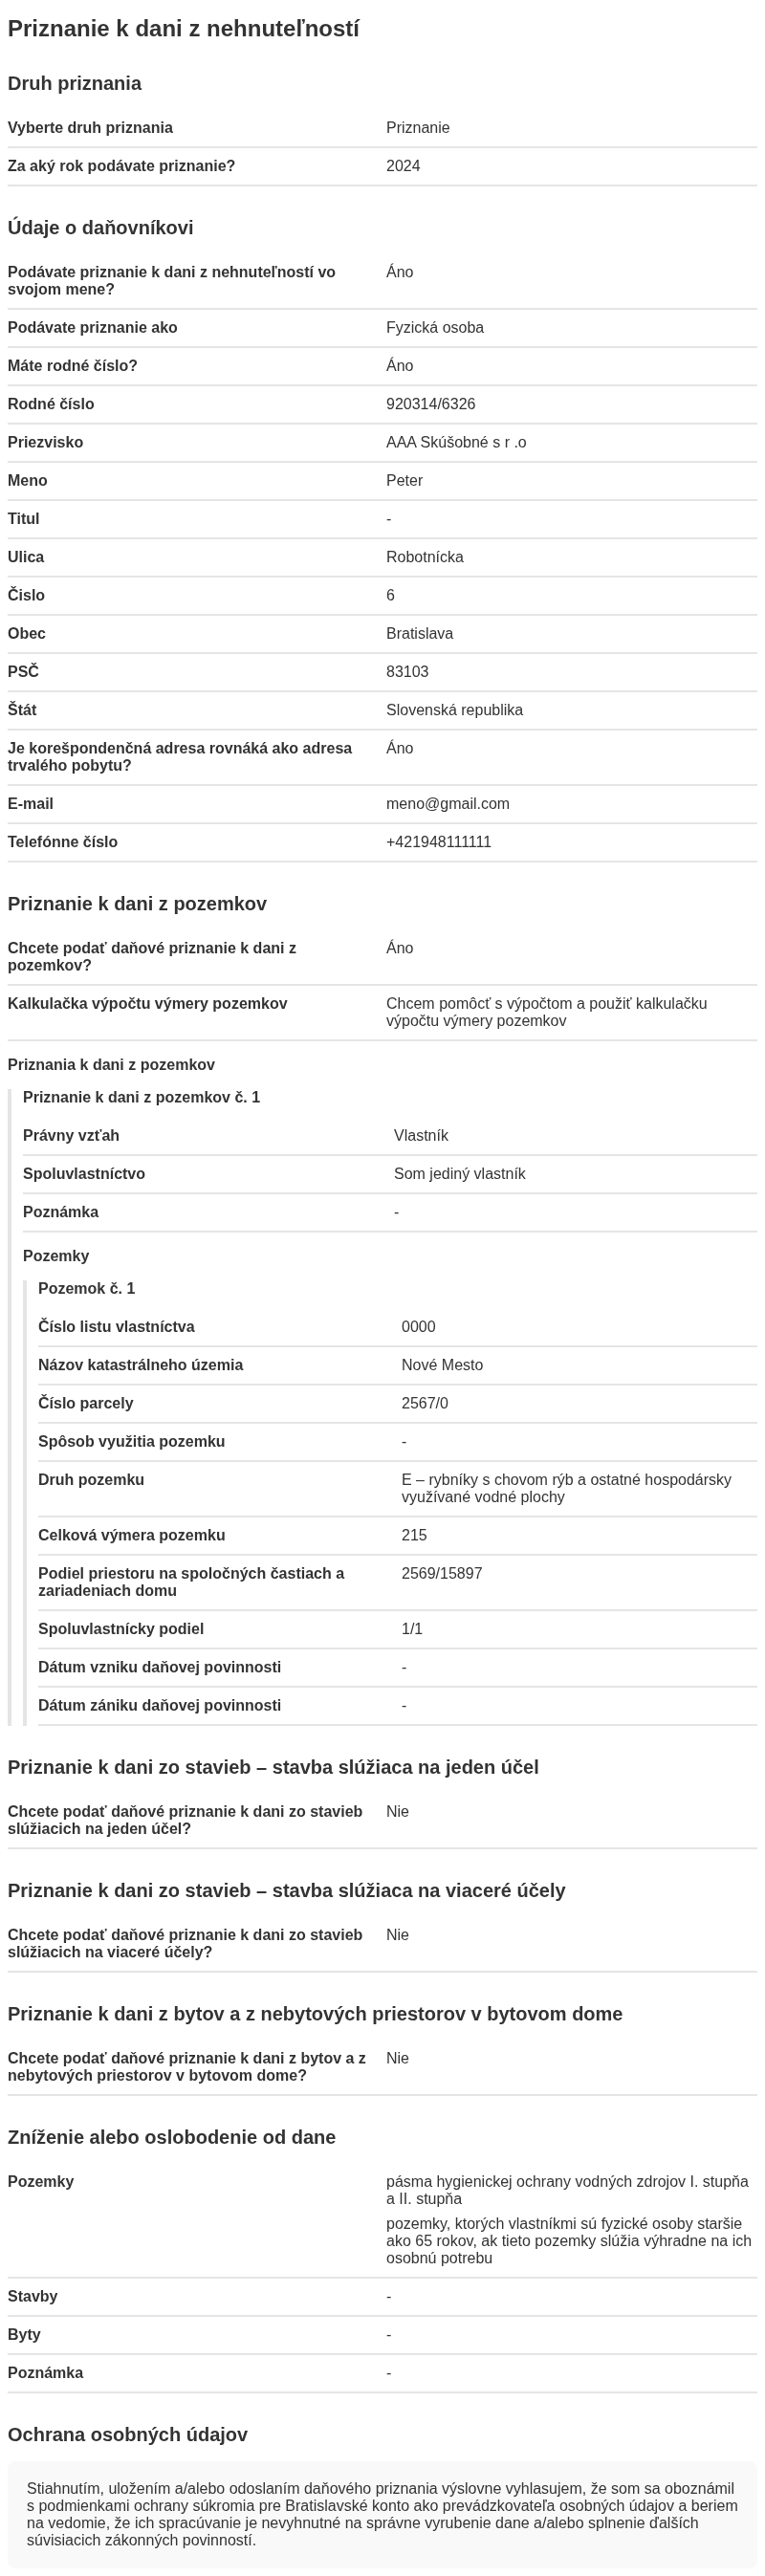 Priznanie k dani z nehnuteľností
Druh priznania
Vyberte druh priznania
Priznanie
Za aký rok podávate priznanie?
2024
Údaje o daňovníkovi
Podávate priznanie k dani z nehnuteľností vo
svojom mene?
Áno
Podávate priznanie ako
Fyzická osoba
Máte rodné číslo?
Áno
Rodné číslo
920314/6326
Priezvisko
AAA Skúšobné s r .o
Meno
Peter
Titul
-
Ulica
Robotnícka
Čislo
6
Obec
Bratislava
PSČ
83103
Štát
Slovenská republika
Je korešpondenčná adresa rovnáká ako adresa
trvalého pobytu?
Áno
E-mail
meno@gmail.com
Telefónne číslo
+421948111111
Priznanie k dani z pozemkov
Chcete podať daňové priznanie k dani z
pozemkov?
Áno
Kalkulačka výpočtu výmery pozemkov
Chcem pomôcť s výpočtom a použiť kalkulačku
výpočtu výmery pozemkov
Priznania k dani z pozemkov
Priznanie k dani z pozemkov č. 1
Právny vzťah
Vlastník
Spoluvlastníctvo
Som jediný vlastník
Poznámka
-
Pozemky
Pozemok č. 1
Číslo listu vlastníctva
0000
Názov katastrálneho územia
Nové Mesto
Číslo parcely
2567/0
Spôsob využitia pozemku
-
Druh pozemku
E – rybníky s chovom rýb a ostatné hospodársky
využívané vodné plochy
Celková výmera pozemku
215
Podiel priestoru na spoločných častiach a
zariadeniach domu
2569/15897
Spoluvlastnícky podiel
1/1
Dátum vzniku daňovej povinnosti
-
Dátum zániku daňovej povinnosti
-
Priznanie k dani zo stavieb – stavba slúžiaca na jeden účel
Chcete podať daňové priznanie k dani zo stavieb
slúžiacich na jeden účel?
Nie
Priznanie k dani zo stavieb – stavba slúžiaca na viaceré účely
Chcete podať daňové priznanie k dani zo stavieb
slúžiacich na viaceré účely?
Nie
Priznanie k dani z bytov a z nebytových priestorov v bytovom dome
Chcete podať daňové priznanie k dani z bytov a z
nebytových priestorov v bytovom dome?
Nie
Zníženie alebo oslobodenie od dane
Pozemky
pásma hygienickej ochrany vodných zdrojov I. stupňa
a II. stupňa
pozemky, ktorých vlastníkmi sú fyzické osoby staršie
ako 65 rokov, ak tieto pozemky slúžia výhradne na ich
osobnú potrebu
Stavby
-
Byty
-
Poznámka
-
Ochrana osobných údajov
Stiahnutím, uložením a/alebo odoslaním daňového priznania výslovne vyhlasujem, že som sa oboznámil
s podmienkami ochrany súkromia pre Bratislavské konto ako prevádzkovateľa osobných údajov a beriem
na vedomie, že ich spracúvanie je nevyhnutné na správne vyrubenie dane a/alebo splnenie ďalších
súvisiacich zákonných povinností.